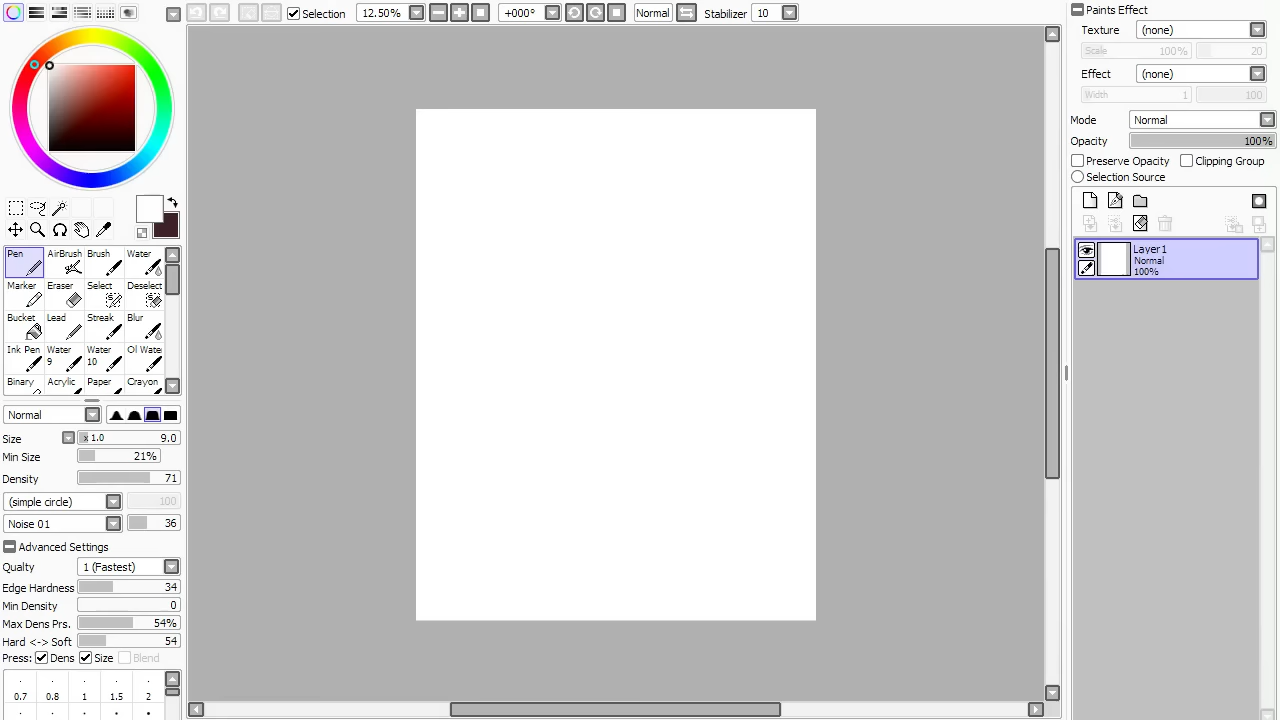 Selection 12.50% +000° Normal Stabilizer 10
Paints Effect
Texture (none)
Scale 100% 20
Effect (none)
Width 1 100
Mode Normal
Opacity 100%
Preserve Opacity Clipping Group
Selection Source
Layer1
Normal
100%
Pen AirBrush Brush Water
Marker Eraser Select Deselect
Bucket Lead Streak Blur
Ink Pen Water 9 Water 10 Oil Wate
Binary Acrylic Paper Crayon
Normal
Size x 1.0 9.0
Min Size 21%
Density 71
(simple circle) 100
Noise 01 36
Advanced Settings
Qualty 1 (Fastest)
Edge Hardness 34
Min Density 0
Max Dens Prs. 54%
Hard <-> Soft 54
Press: Dens Size Blend
0.7 0.8 1 1.5 2